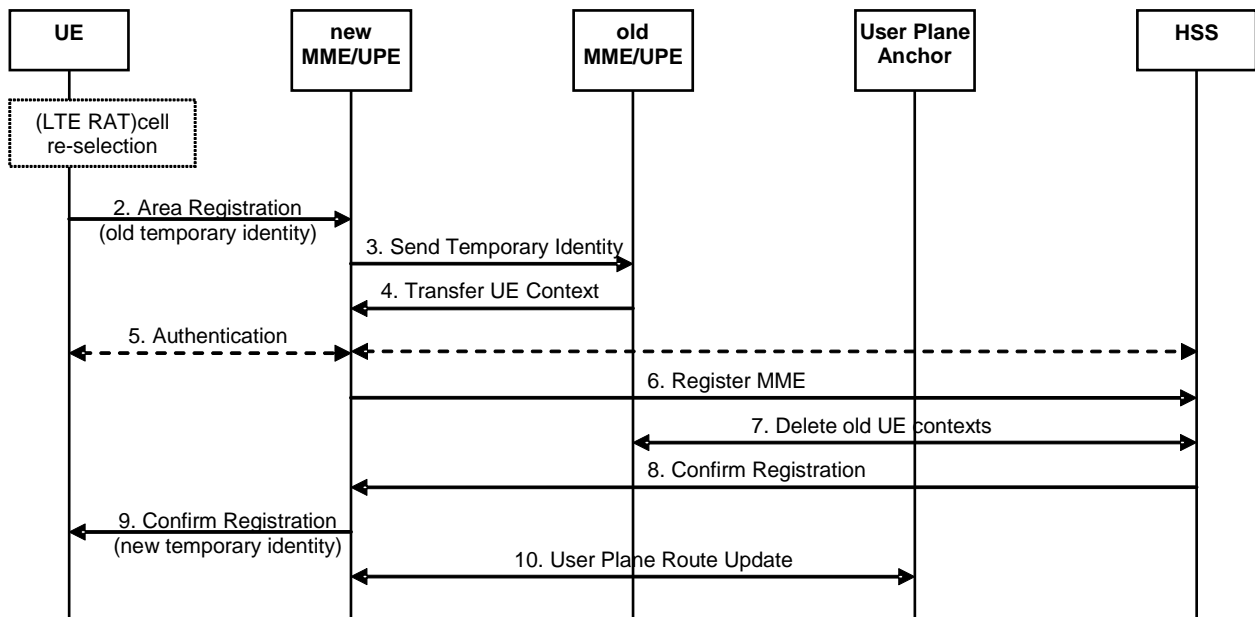 UE
new
MME/UPE
old
MME/UPE
User Plane
Anchor
HSS
(LTE RAT)cell
re-selection
2. Area Registration
(old temporary identity)
3. Send Temporary Identity
4. Transfer UE Context
5. Authentication
6. Register MME
7. Delete old UE contexts
8. Confirm Registration
9. Confirm Registration
(new temporary identity)
10. User Plane Route Update